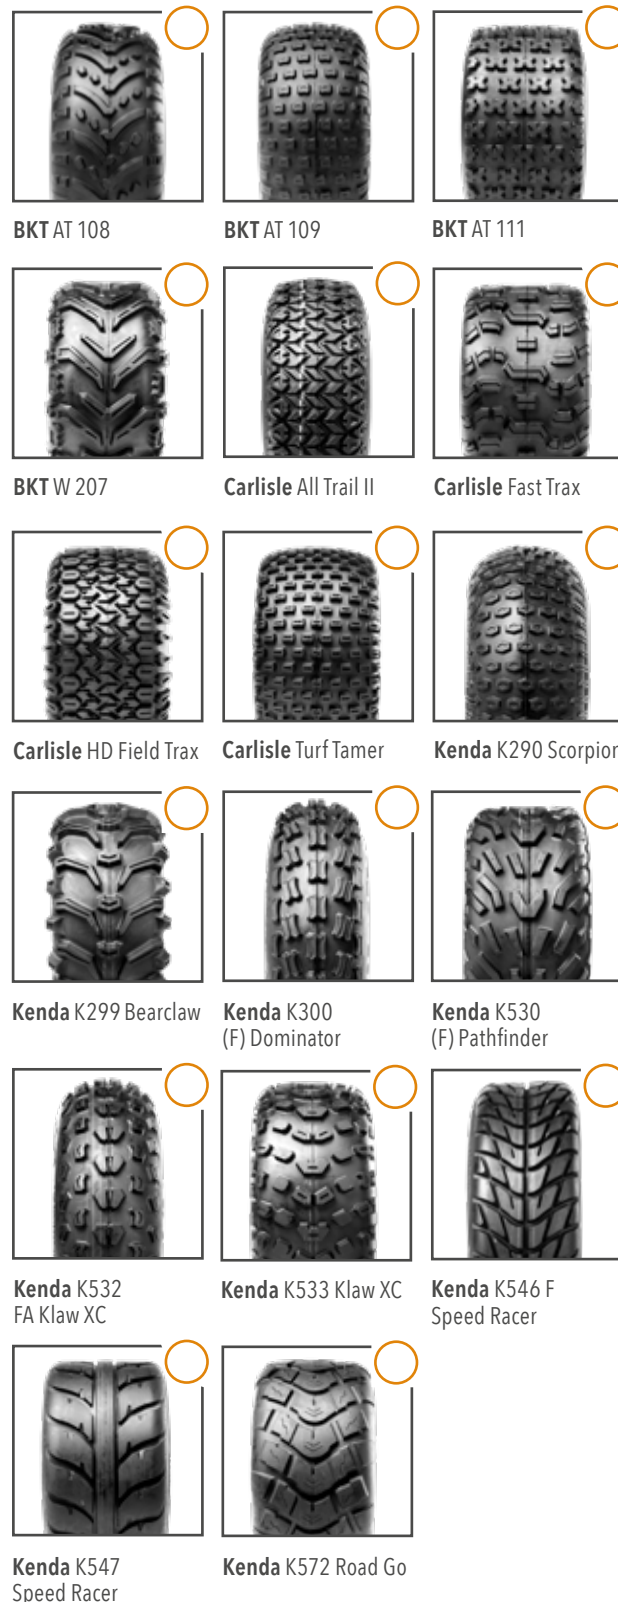 BKT AT 108
BKT AT 109
BKT AT 111
BKT W 207
Carlisle All Trail II
Carlisle Fast Trax
Carlisle HD Field Trax
Carlisle Turf Tamer
Kenda K290 Scorpion
Kenda K299 Bearclaw
Kenda K300
(F) Dominator
Kenda K530
(F) Pathfinder
Kenda K532
FA Klaw XC
Kenda K533 Klaw XC
Kenda K546 F
Speed Racer
Kenda K547
Speed Racer
Kenda K572 Road Go